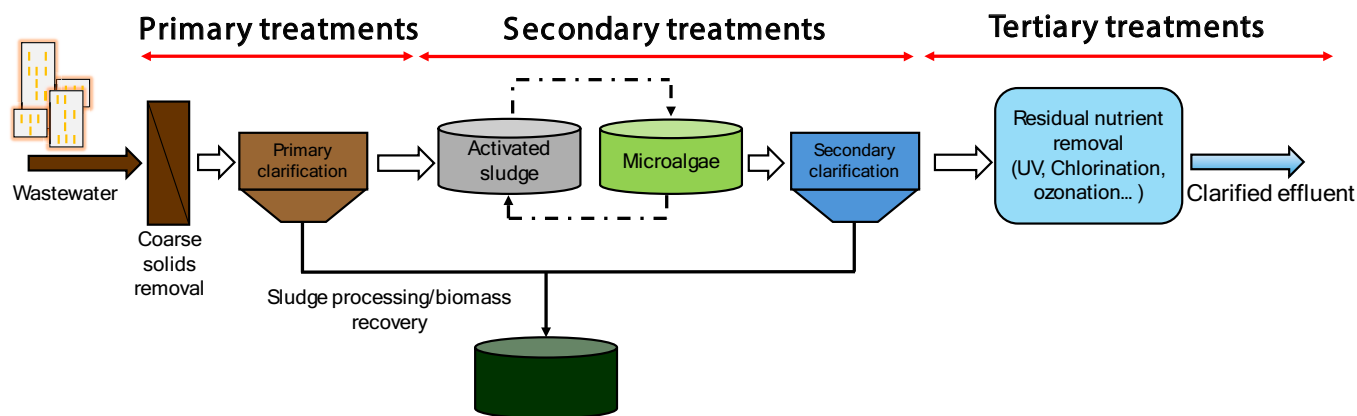 Primary treatments
Secondary treatments
Tertiary treatments
Wastewater
Coarse
solids
removal
Primary
clarification
Activated
sludge
Microalgae
Secondary
clarification
Residual nutrient
removal
(UV, Chlorination,
ozonation... )
Clarified effluent
Sludge processing/biomass
recovery